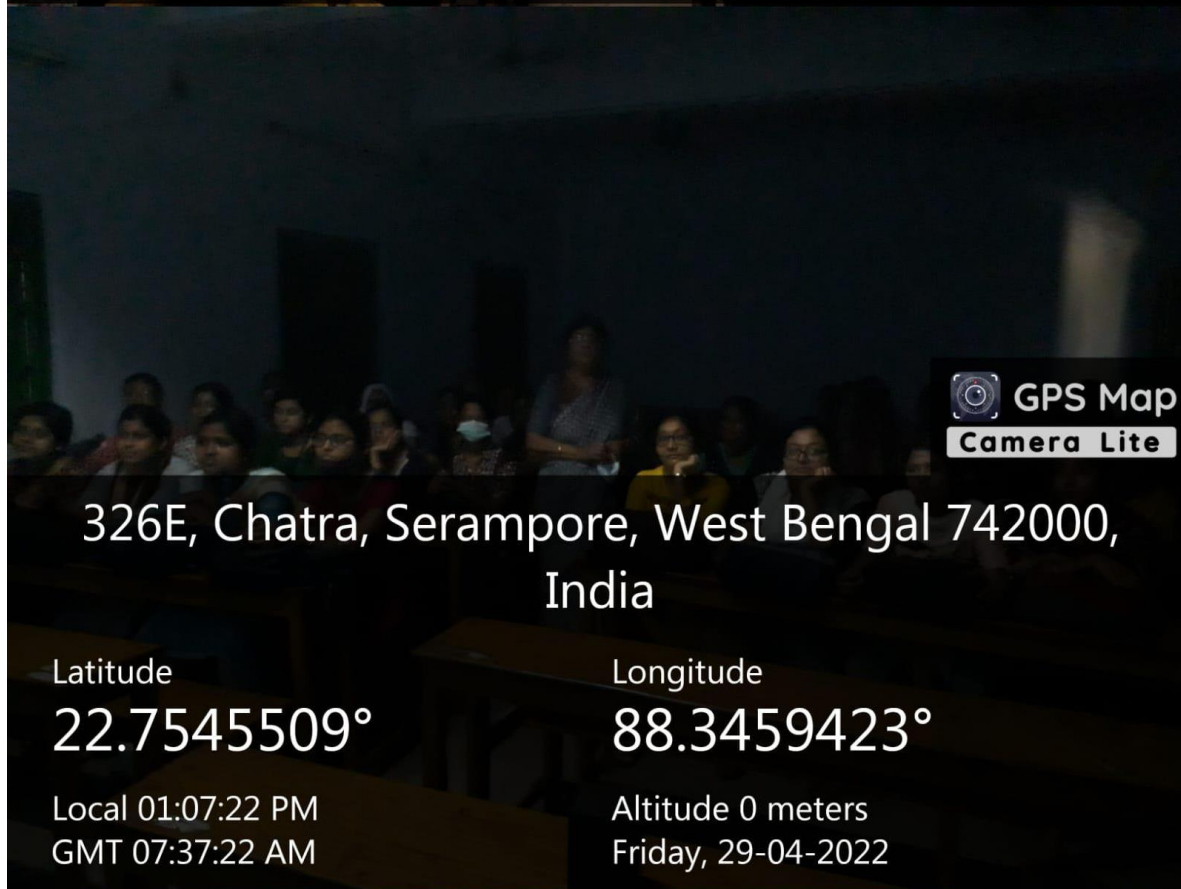 GPS Map
Camera Lite
326E, Chatra, Serampore, West Bengal 742000,
India
Latitude
22.7545509°
Longitude
88.3459423°
Local 01:07:22 PM
GMT 07:37:22 AM
Altitude 0 meters
Friday, 29-04-2022